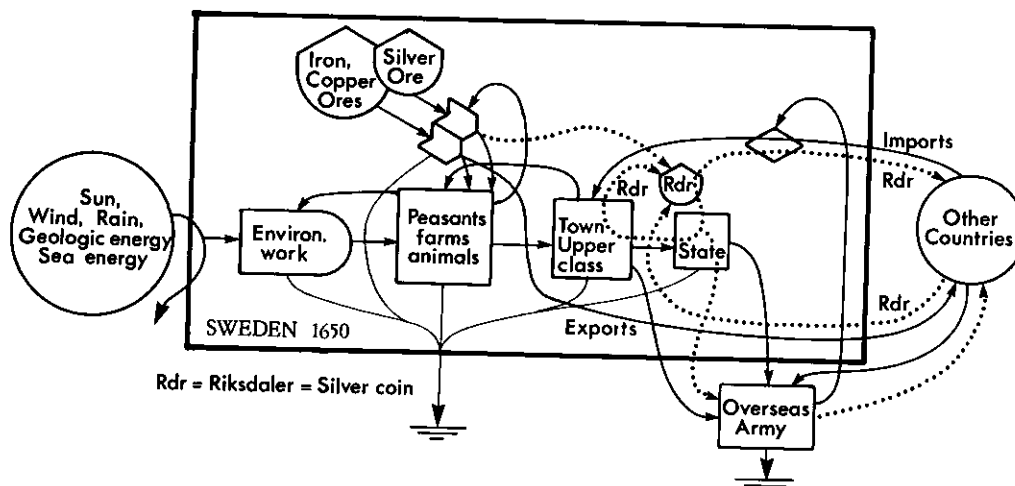 Iron,
Copper
Ores
Silver
Ore
Imports
Rdr
Rdr
Rdr
Sun,
Wind, Rain,
Geologic energy
Sea energy
Environ.
work
Peasants
farms
animals
Town
Upper
class
State
Other
Countries
Rdr
SWEDEN 1650
Exports
Rdr = Riksdaler = Silver coin
Overseas
Army